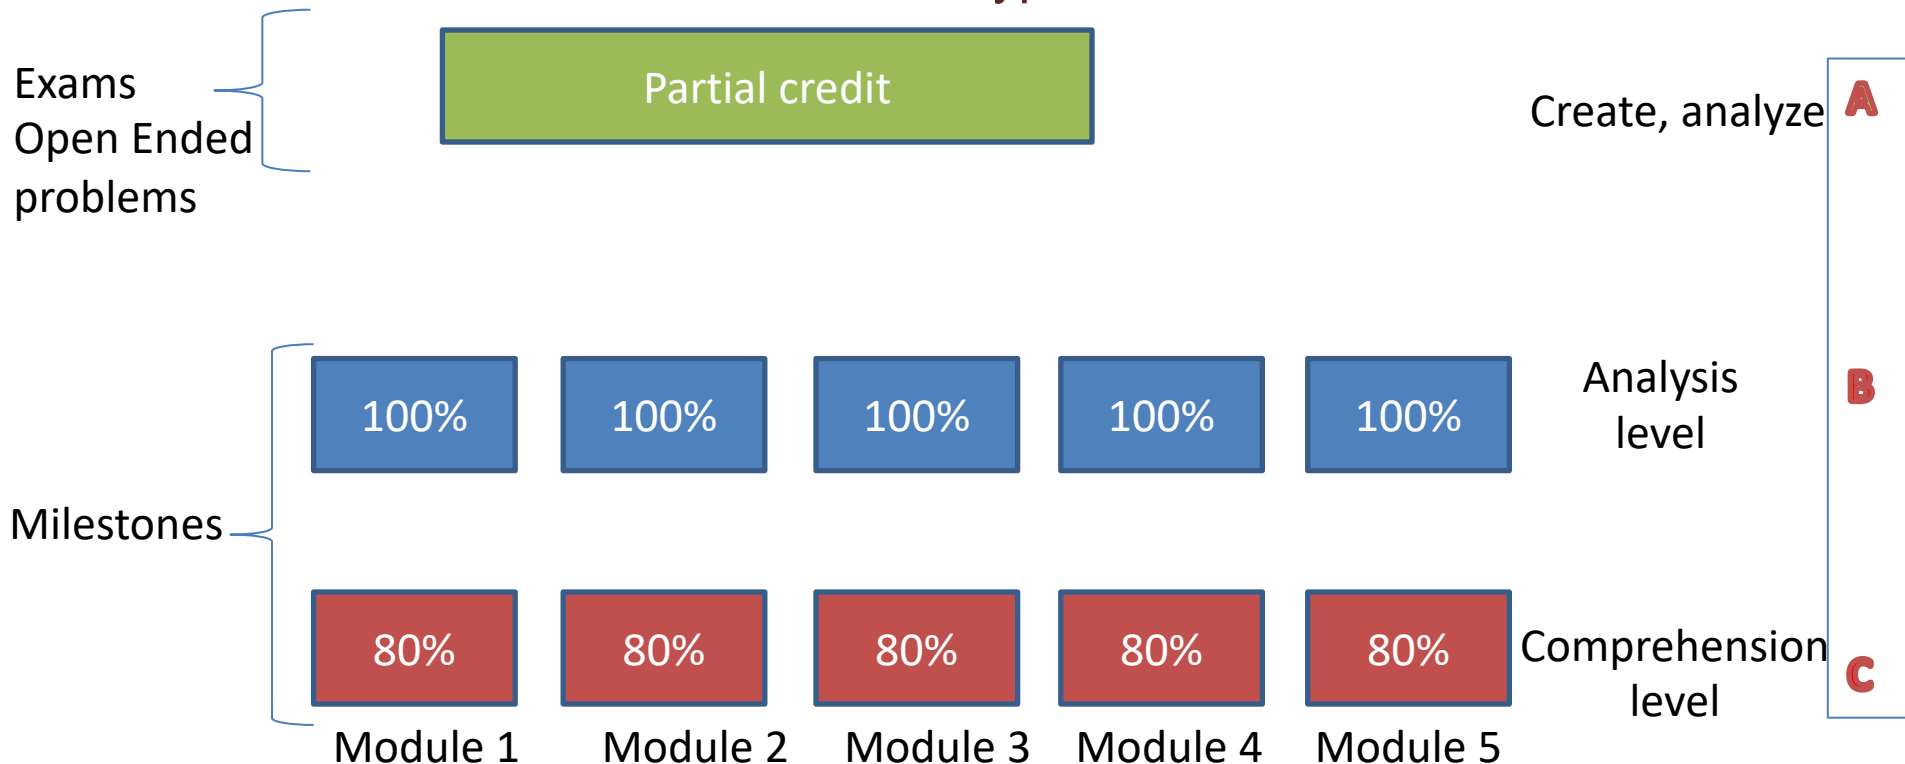 Exams
Open Ended
problems
Partial credit
Create, analyze
A
100% 100% 100% 100% 100%
Analysis
level
B
Milestones
80% 80% 80% 80% 80%
Comprehension
level
C
Module 1 Module 2 Module 3 Module 4 Module 5